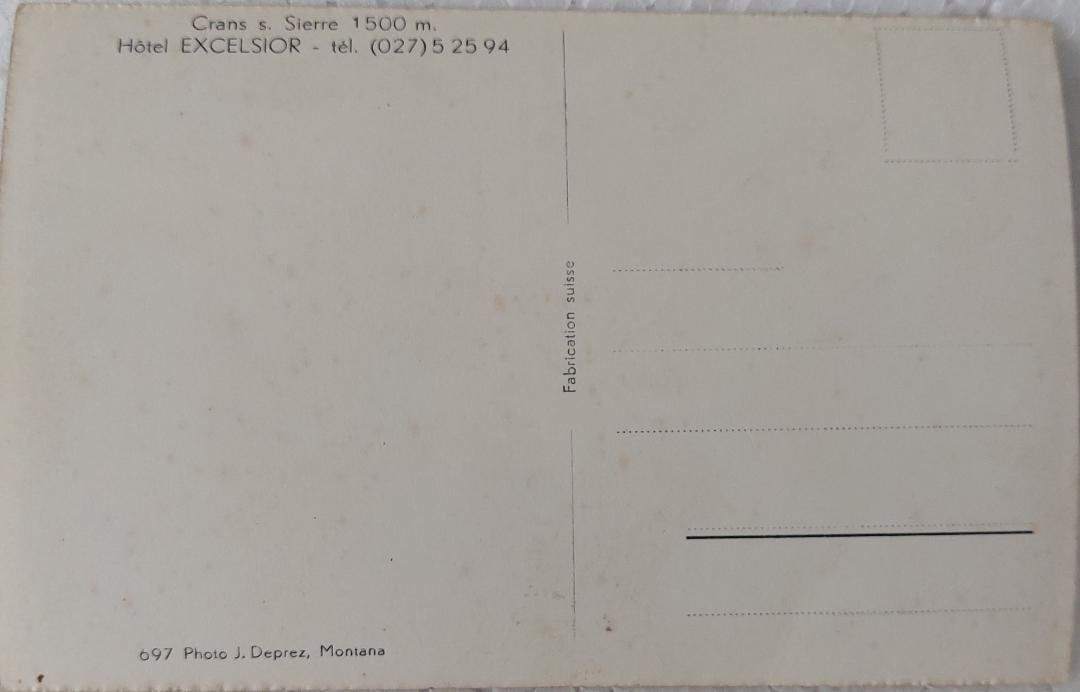 Crans s. Sierre 1500 m.
Hôtel EXCELSIOR - tél. (027) 5 25 94
Fabrication suisse
697 Photo J. Deprez, Montana